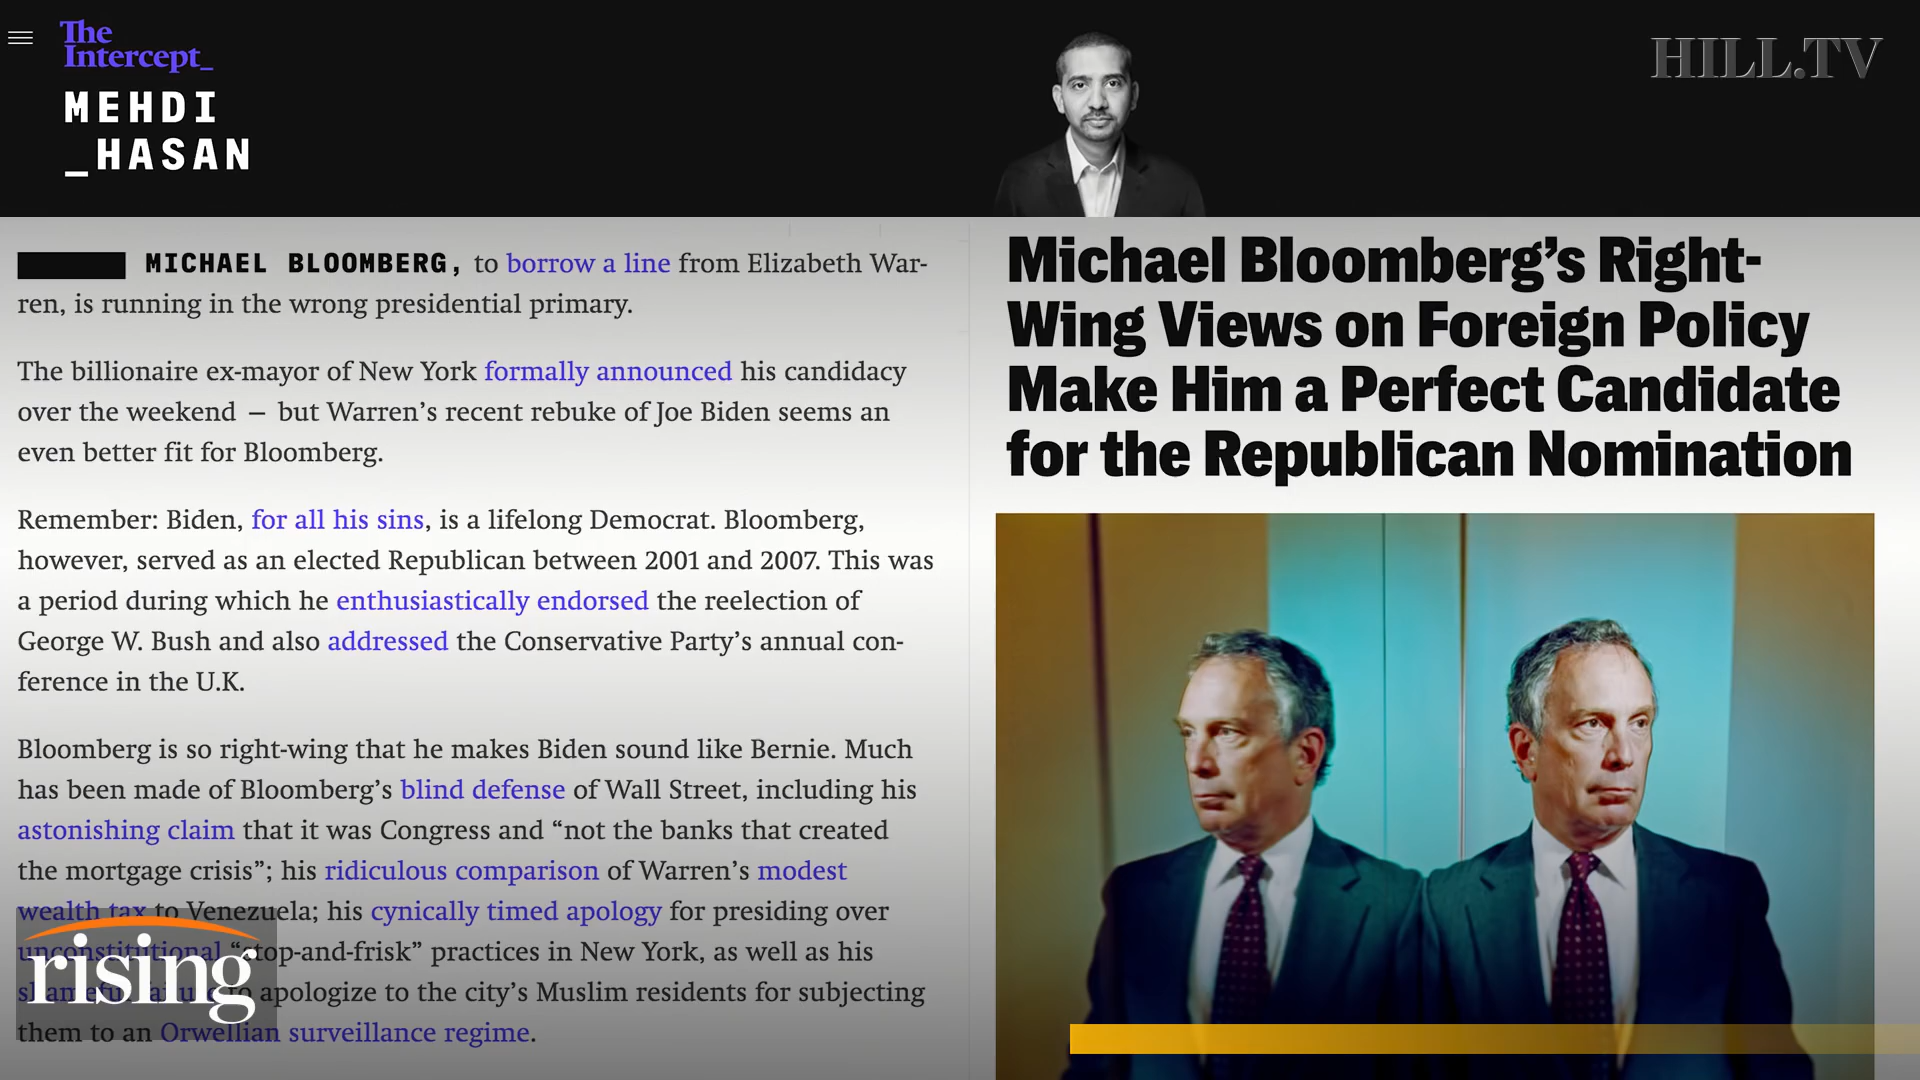 The
Intercept_
MEHDI
_HASAN
HILL.TV
MICHAEL BLOOMBERG, to borrow a line from Elizabeth War-
ren, is running in the wrong presidential primary.
The billionaire ex-mayor of New York formally announced his candidacy
over the weekend — but Warren’s recent rebuke of Joe Biden seems an
even better fit for Bloomberg.
Remember: Biden, for all his sins, is a lifelong Democrat. Bloomberg,
however, served as an elected Republican between 2001 and 2007. This was
a period during which he enthusiastically endorsed the reelection of
George W. Bush and also addressed the Conservative Party’s annual con-
ference in the U.K.
Bloomberg is so right-wing that he makes Biden sound like Bernie. Much
has been made of Bloomberg’s blind defense of Wall Street, including his
astonishing claim that it was Congress and “not the banks that created
the mortgage crisis”; his ridiculous comparison of Warren’s modest
wealth tax to Venezuela; his cynically timed apology for presiding over
unconstitutional “stop-and-frisk” practices in New York, as well as his
shameful failure to apologize to the city’s Muslim residents for subjecting
them to an Orwellian surveillance regime.
rising
Michael Bloomberg’s Right-
Wing Views on Foreign Policy
Make Him a Perfect Candidate
for the Republican Nomination